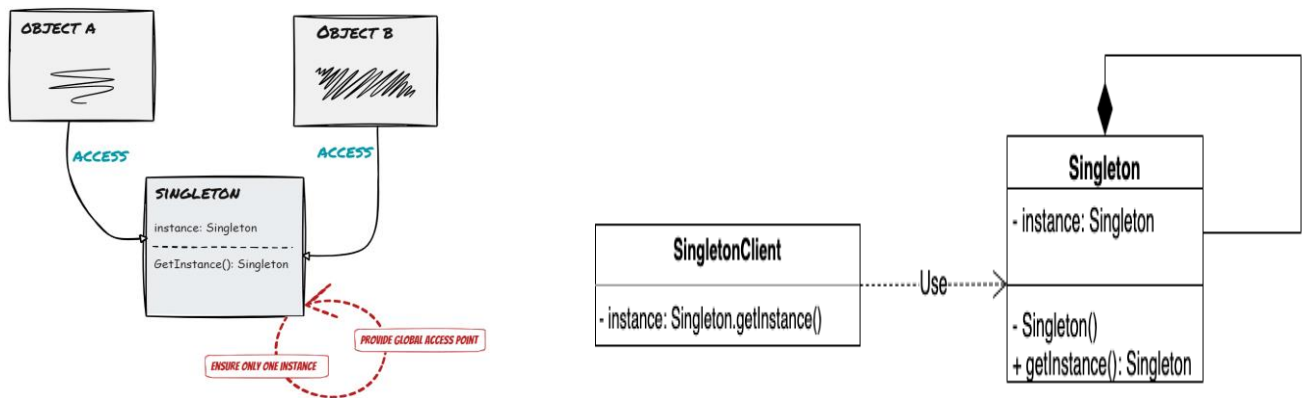 OBJECT A
OBJECT B
ACCESS
ACCESS
SINGLETON
instance: Singleton
GetInstance(): Singleton
PROVIDE GLOBAL ACCESS POINT
ENSURE ONLY ONE INSTANCE
SingletonClient
- instance: Singleton.getInstance()
Use
Singleton
- instance: Singleton
- Singleton()
+ getInstance(): Singleton